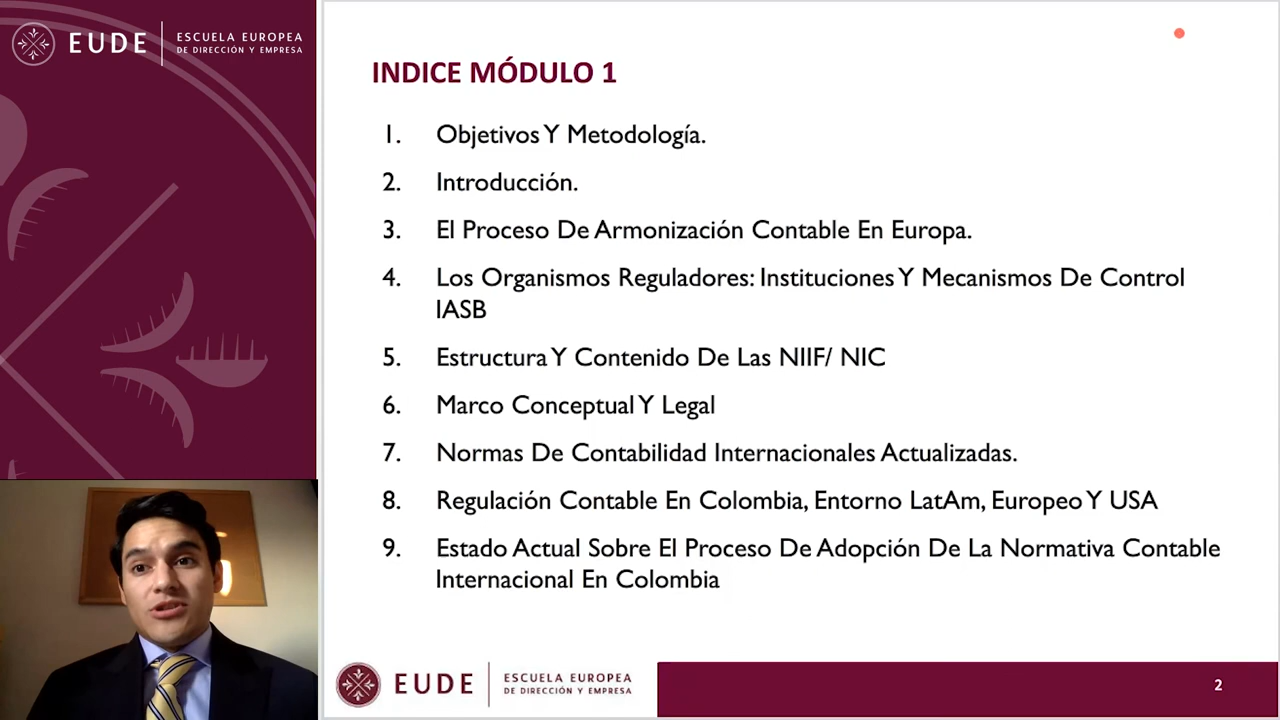 EUDE
ESCUELA EUROPEA
DE DIRECCIÓN Y EMPRESA
INDICE MÓDULO 1
1. Objetivos Y Metodología.
2. Introducción.
3. El Proceso De Armonización Contable En Europa.
4. Los Organismos Reguladores: Instituciones Y Mecanismos De Control
IASB
5. Estructura Y Contenido De Las NIIF/ NIC
6. Marco Conceptual Y Legal
7. Normas De Contabilidad Internacionales Actualizadas.
8. Regulación Contable En Colombia, Entorno LatAm, Europeo Y USA
9. Estado Actual Sobre El Proceso De Adopción De La Normativa Contable
Internacional En Colombia
EUDE
ESCUELA EUROPEA
DE DIRECCIÓN Y EMPRESA
2